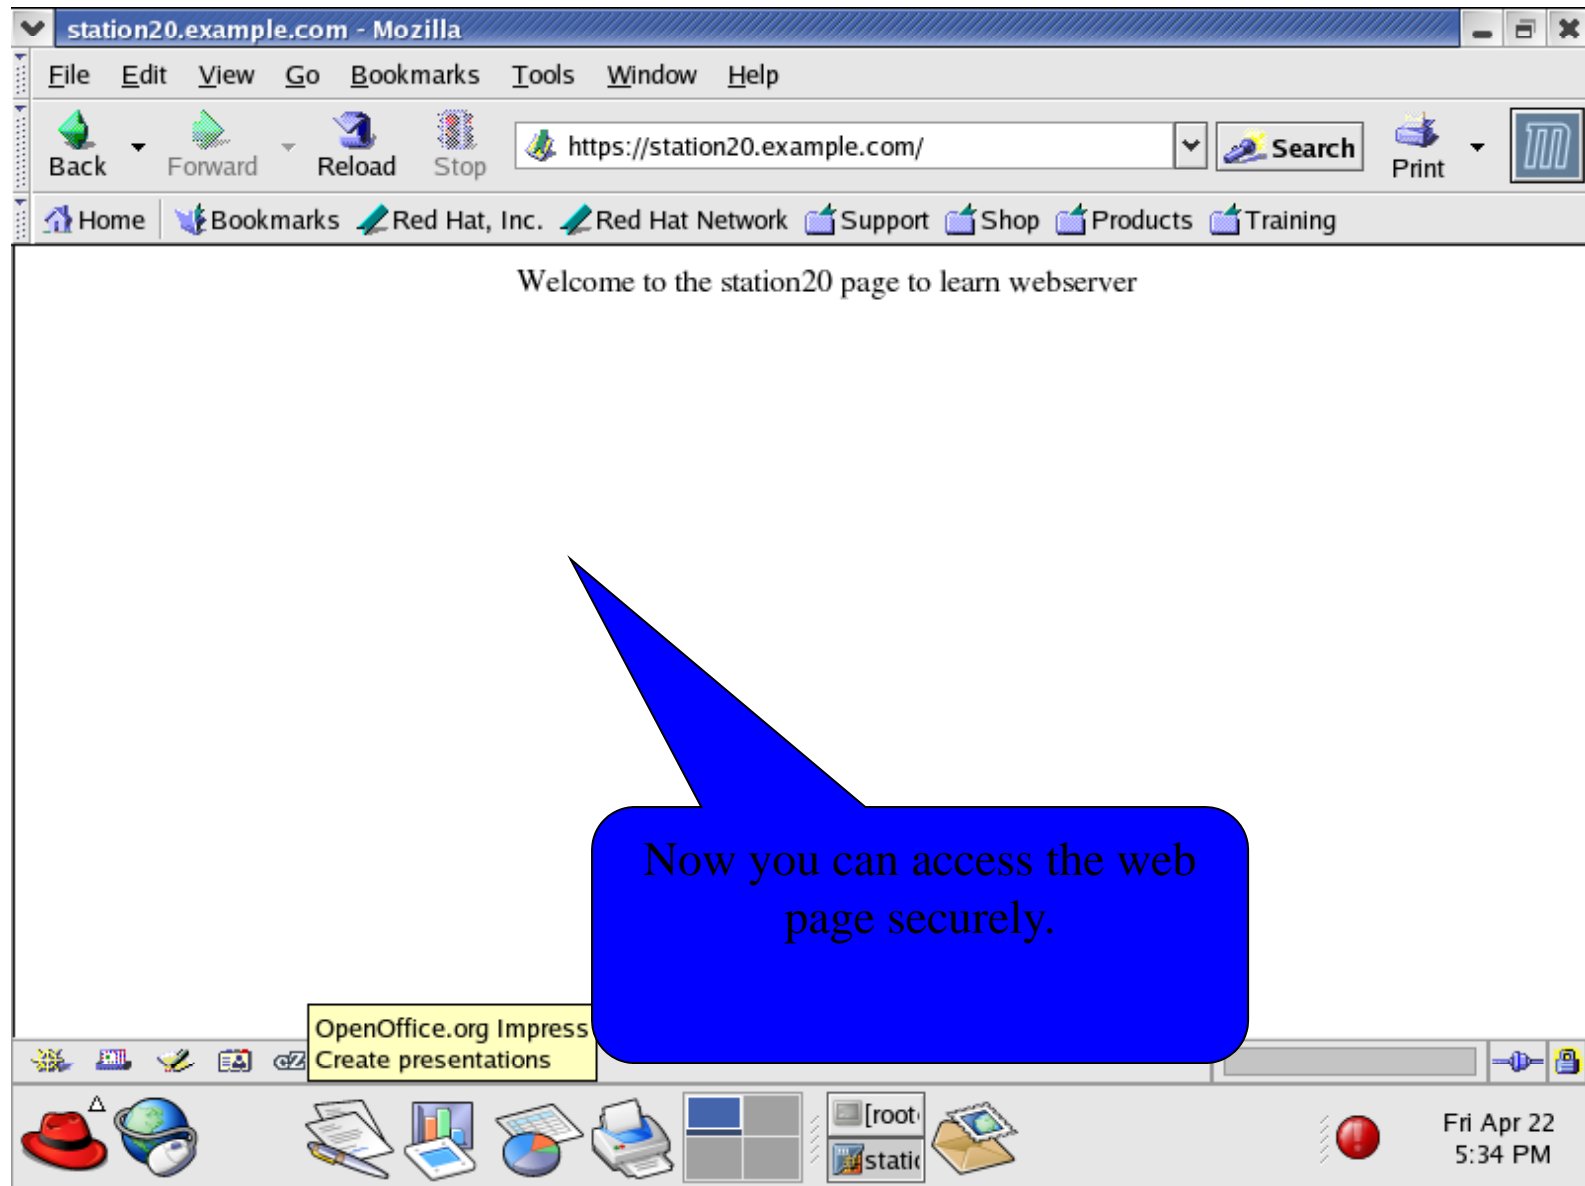 station20.example.com - Mozilla
File Edit View Go Bookmarks Tools Window Help
Back Forward Reload Stop https://station20.example.com/ Search Print
Home Bookmarks Red Hat, Inc. Red Hat Network Support Shop Products Training
Welcome to the station20 page to learn webserver
Now you can access the web
page securely.
OpenOffice.org Impress
Create presentations
[root
static
Fri Apr 22
5:34 PM